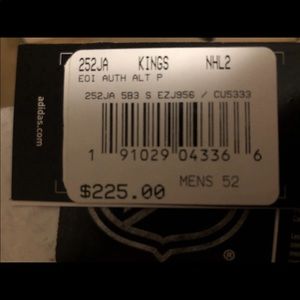 252JA KINGS NHL2
EOI AUTH ALT P
252JA 5B3 S EZJ956 / CU5333
1 91029 04336 6
$225.00 MENS 52
adidas.com
®